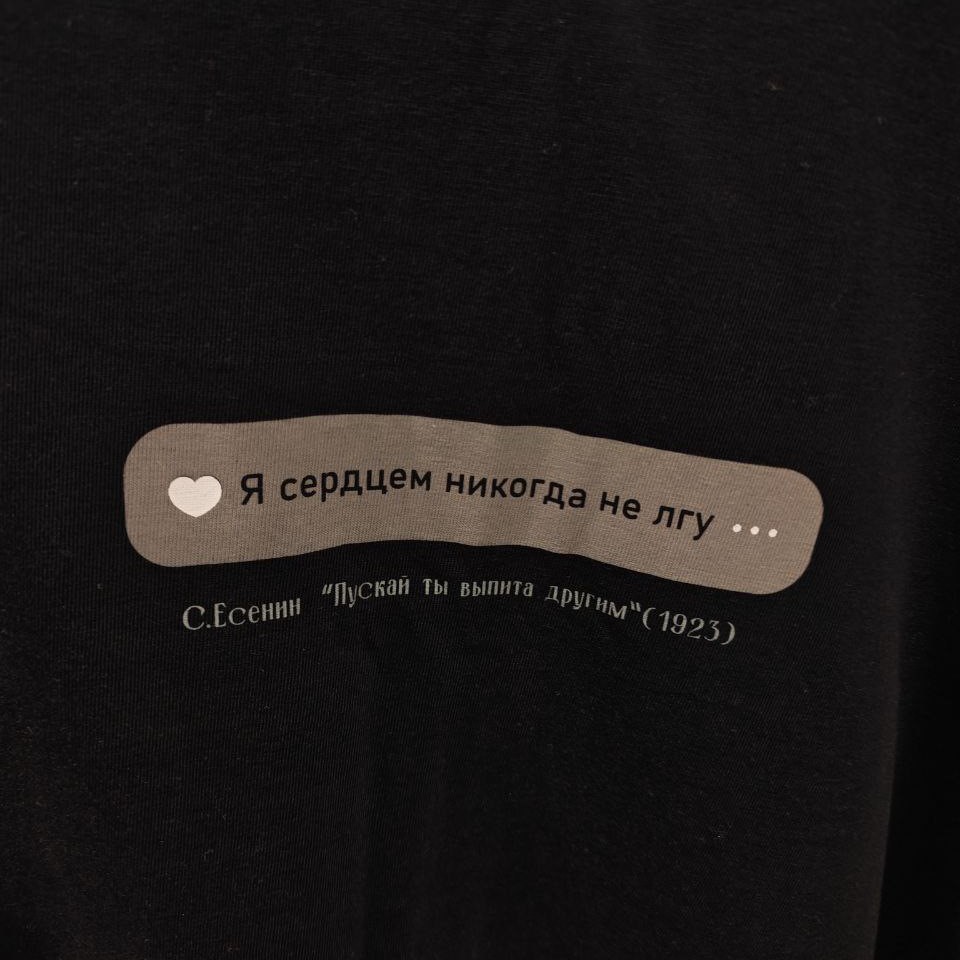 Я сердцем никогда не лгу ...
С.Есенин "Пускай ты выпита другим"(1923)